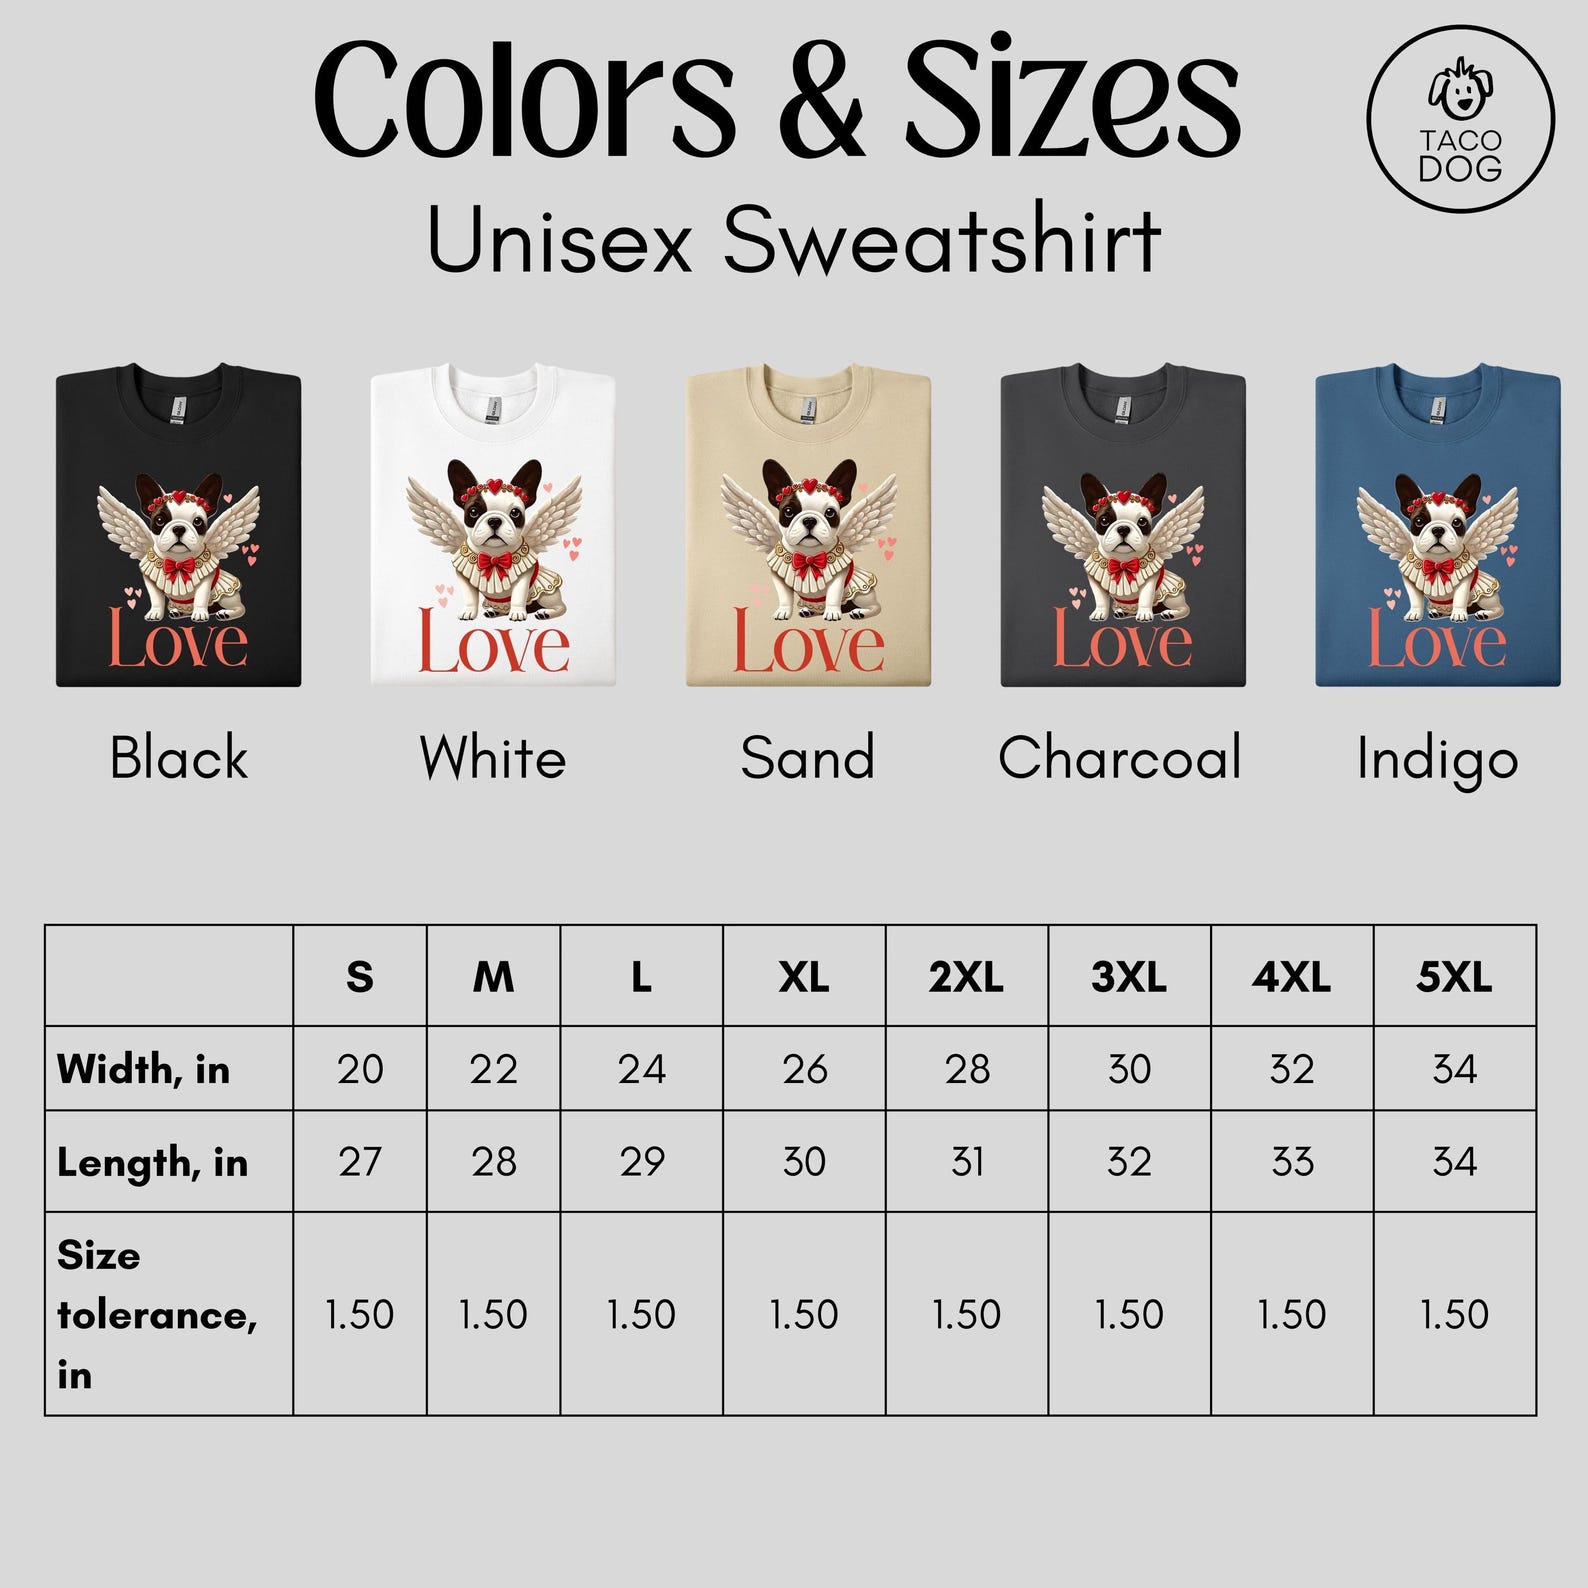 Colors & Sizes
TACO
DOG
Unisex Sweatshirt
Love
Love
Love
Love
Love
Black
White
Sand
Charcoal
Indigo
S M L XL 2XL 3XL 4XL 5XL
Width, in 20 22 24 26 28 30 32 34
Length, in 27 28 29 30 31 32 33 34
Size
tolerance,
in
1.50 1.50 1.50 1.50 1.50 1.50 1.50 1.50